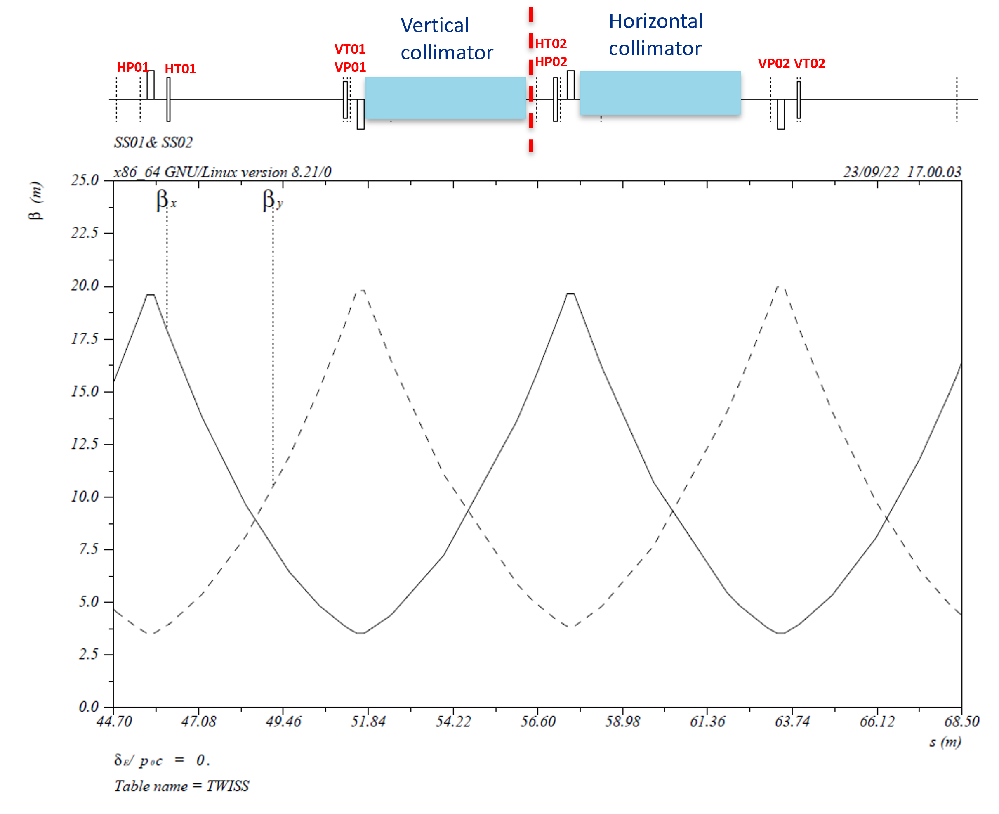 Vertical
collimator
Horizontal
collimator
HP01
HT01
VT01
VP01
HT02
HP02
VP02 VT02
SS01& SS02
x86_64 GNU/Linux version 8.21/0
23/09/22 17.00.03
β (m)
βx
βy
25.0
22.5
20.0
17.5
15.0
12.5
10.0
7.5
5.0
2.5
0.0
44.70 47.08 49.46 51.84 54.22 56.60 58.98 61.36 63.74 66.12 68.50
s (m)
δE/ p0c = 0.
Table name = TWISS